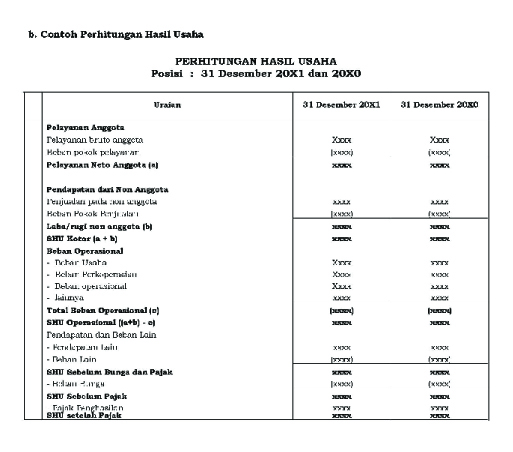 b. Contoh Perhitungan Hasil Usaha
PERHITUNGAN HASIL USAHA
Posisi : 31 Desember 20X1 dan 20X0
Uraian 31 Desember 20X1 31 Desember 20X0
Pelayanan Anggota
Pelayanan bruto anggota Xxxx Xxxx
Beban pokok pelayanan (xxxx) (xxxx)
Pelayanan Neto Anggota (a) xxxx xxxx
Pendapatan dari Non Anggota
Penjualan pada non anggota xxxx xxxx
Beban Pokok Penjualan (xxxx) (xxxx)
Laba/rugi non anggota (b) xxxx xxxx
SHU Kotor (a + b) xxxx xxxx
Beban Operasional
- Beban Usaha Xxxx xxxx
- Beban Perkoperasian Xxxx xxxx
- Beban operasional Xxxx xxxx
- lainnya xxxx xxxx
Total Beban Operasional (c) (xxxx) (xxxx)
SHU Operasional [(a+b) - c) xxxx xxxx
Pendapatan dan Beban Lain
- Pendapatan Lain xxxx xxxx
- Beban Lain (xxxx) (xxxx)
SHU Sebelum Bunga dan Pajak xxxx xxxx
- Beban Bunga (xxxx) (xxxx)
SHU Sebelum Pajak xxxx xxxx
Pajak Penghasilan xxxx xxxx
SHU setelah Pajak xxxx xxxx